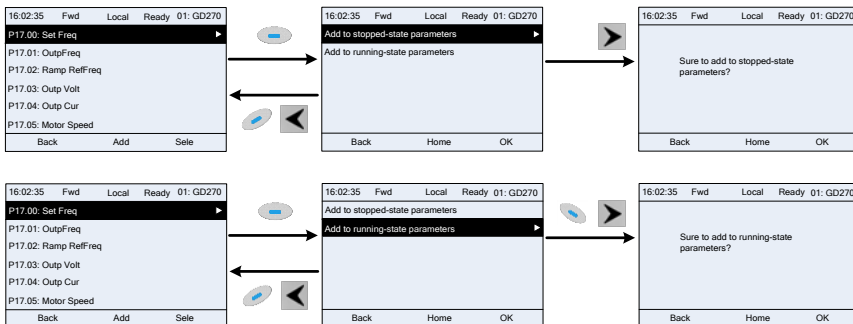 16:02:35 Fwd Local Ready 01: GD270
P17.00: Set Freq
P17.01: OutpFreq
P17.02: Ramp RefFreq
P17.03: Outp Volt
P17.04: Outp Cur
P17.05: Motor Speed
Back Add Sele
16:02:35 Fwd Local Ready 01: GD270
Add to stopped-state parameters
Add to running-state parameters
Back Home OK
16:02:35 Fwd Local Ready 01: GD270
Sure to add to stopped-state
parameters?
Back Home OK
16:02:35 Fwd Local Ready 01: GD270
P17.00: Set Freq
P17.01: OutpFreq
P17.02: Ramp RefFreq
P17.03: Outp Volt
P17.04: Outp Cur
P17.05: Motor Speed
Back Add Sele
16:02:35 Fwd Local Ready 01: GD270
Add to stopped-state parameters
Add to running-state parameters
Back Home OK
16:02:35 Fwd Local Ready 01: GD270
Sure to add to running-state
parameters?
Back Home OK